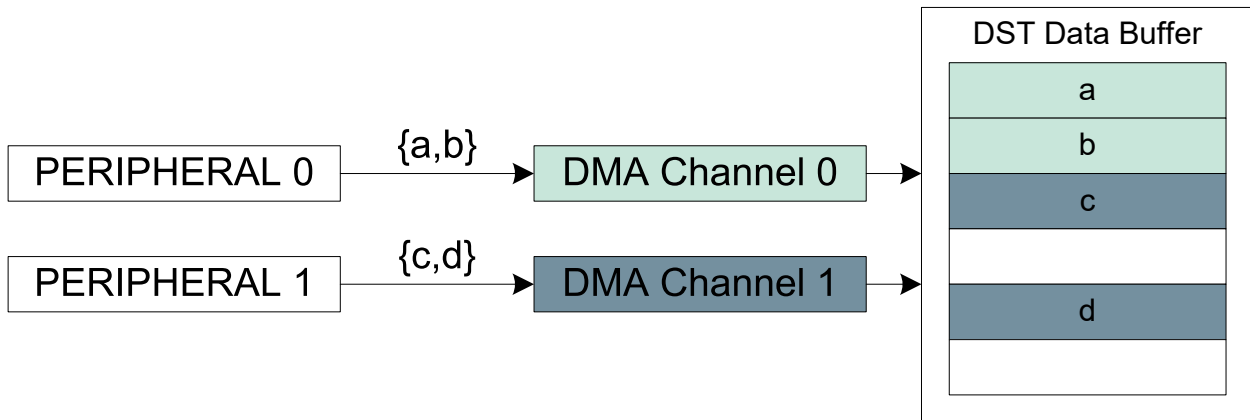 DST Data Buffer
a
b
c
d
PERIPHERAL 0
{a,b}
DMA Channel 0
PERIPHERAL 1
{c,d}
DMA Channel 1